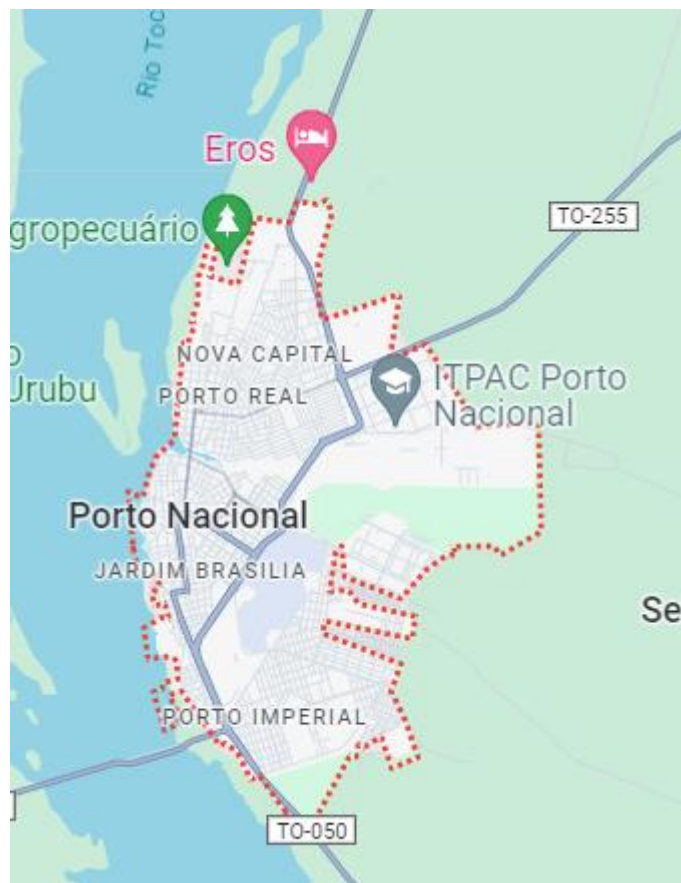 Rio Toc
Eros
gropecuário
TO-255
NOVA CAPITAL
PORTO REAL
ITPAC Porto
Nacional
Urubu
Porto Nacional
JARDIM BRASILIA
Se
PORTO IMPERIAL
TO-050